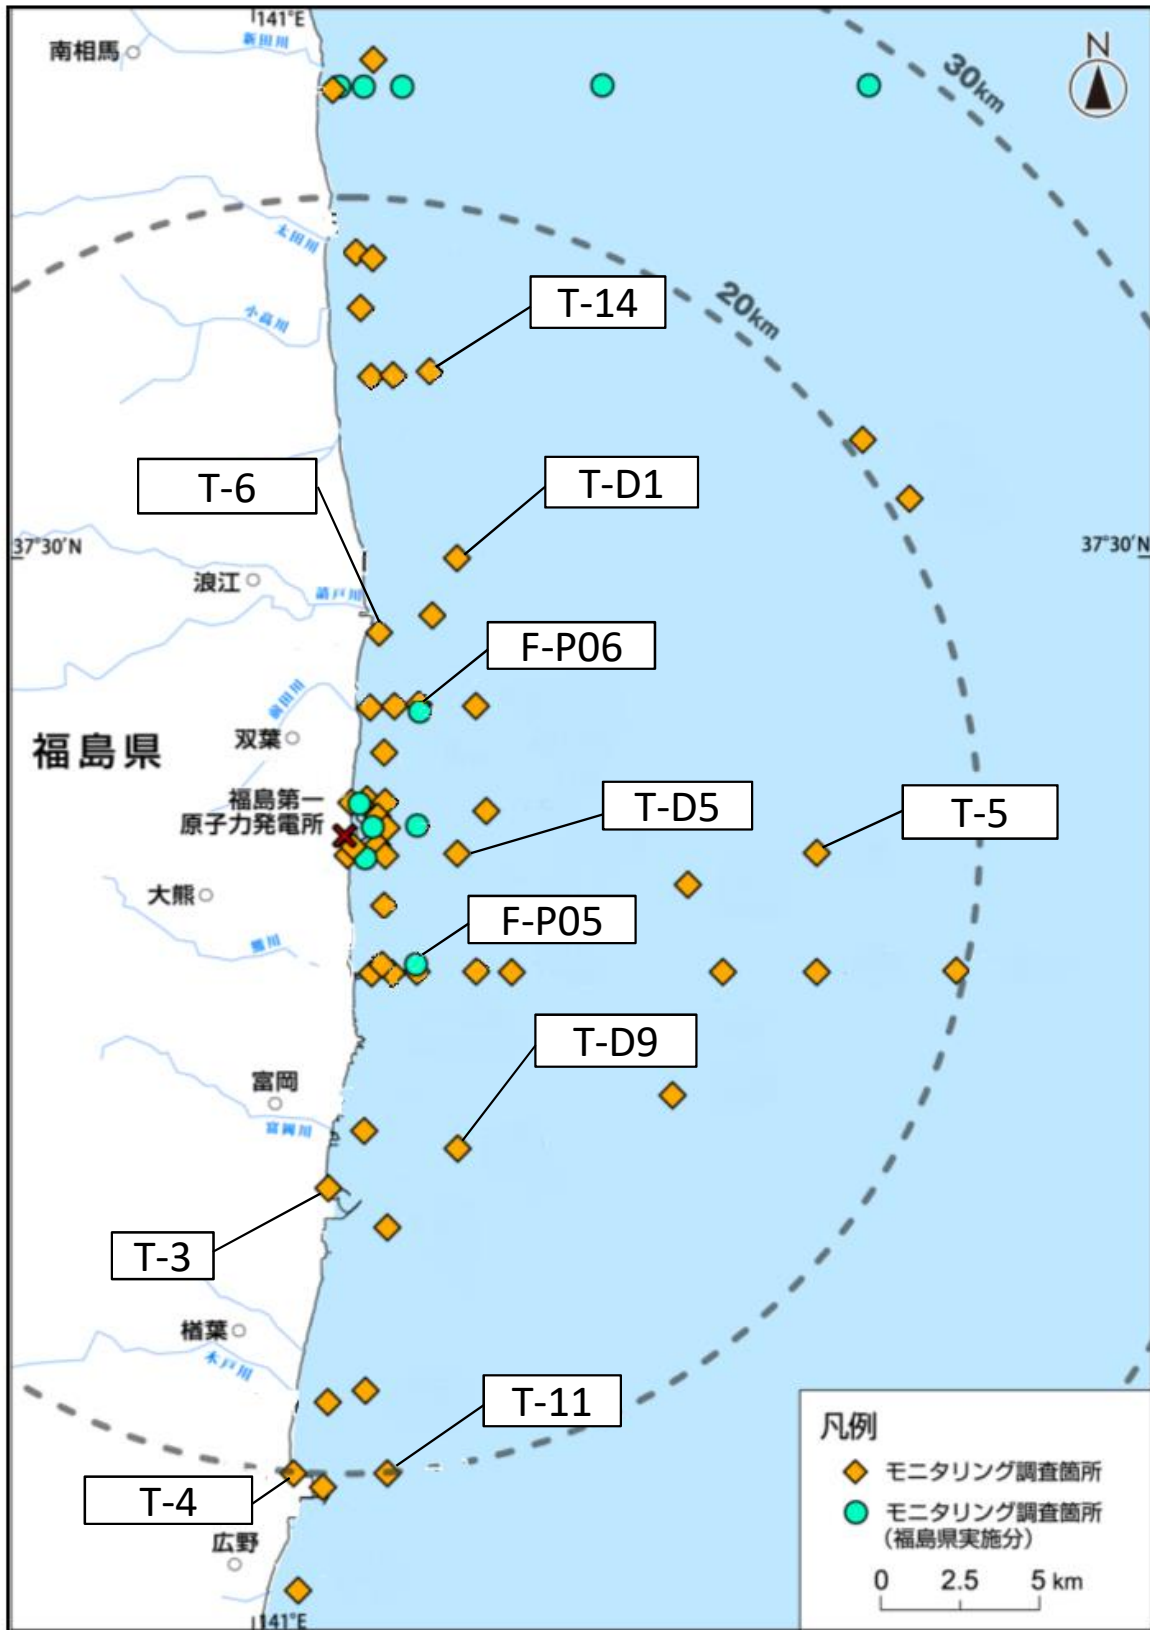 141°E
南相馬
新田川
N
30km
太田川
小高川
20km
T-14
T-6
T-D1
37°30′N
37°30′N
浪江
請戸川
F-P06
前田川
双葉
福島県
福島第一
原子力発電所
T-D5
T-5
大熊
F-P05
熊川
T-D9
富岡
富岡川
T-3
楢葉
木戸川
T-11
凡例
モニタリング調査箇所
モニタリング調査箇所
(福島県実施分)
T-4
広野
0 2.5 5 km
141°E